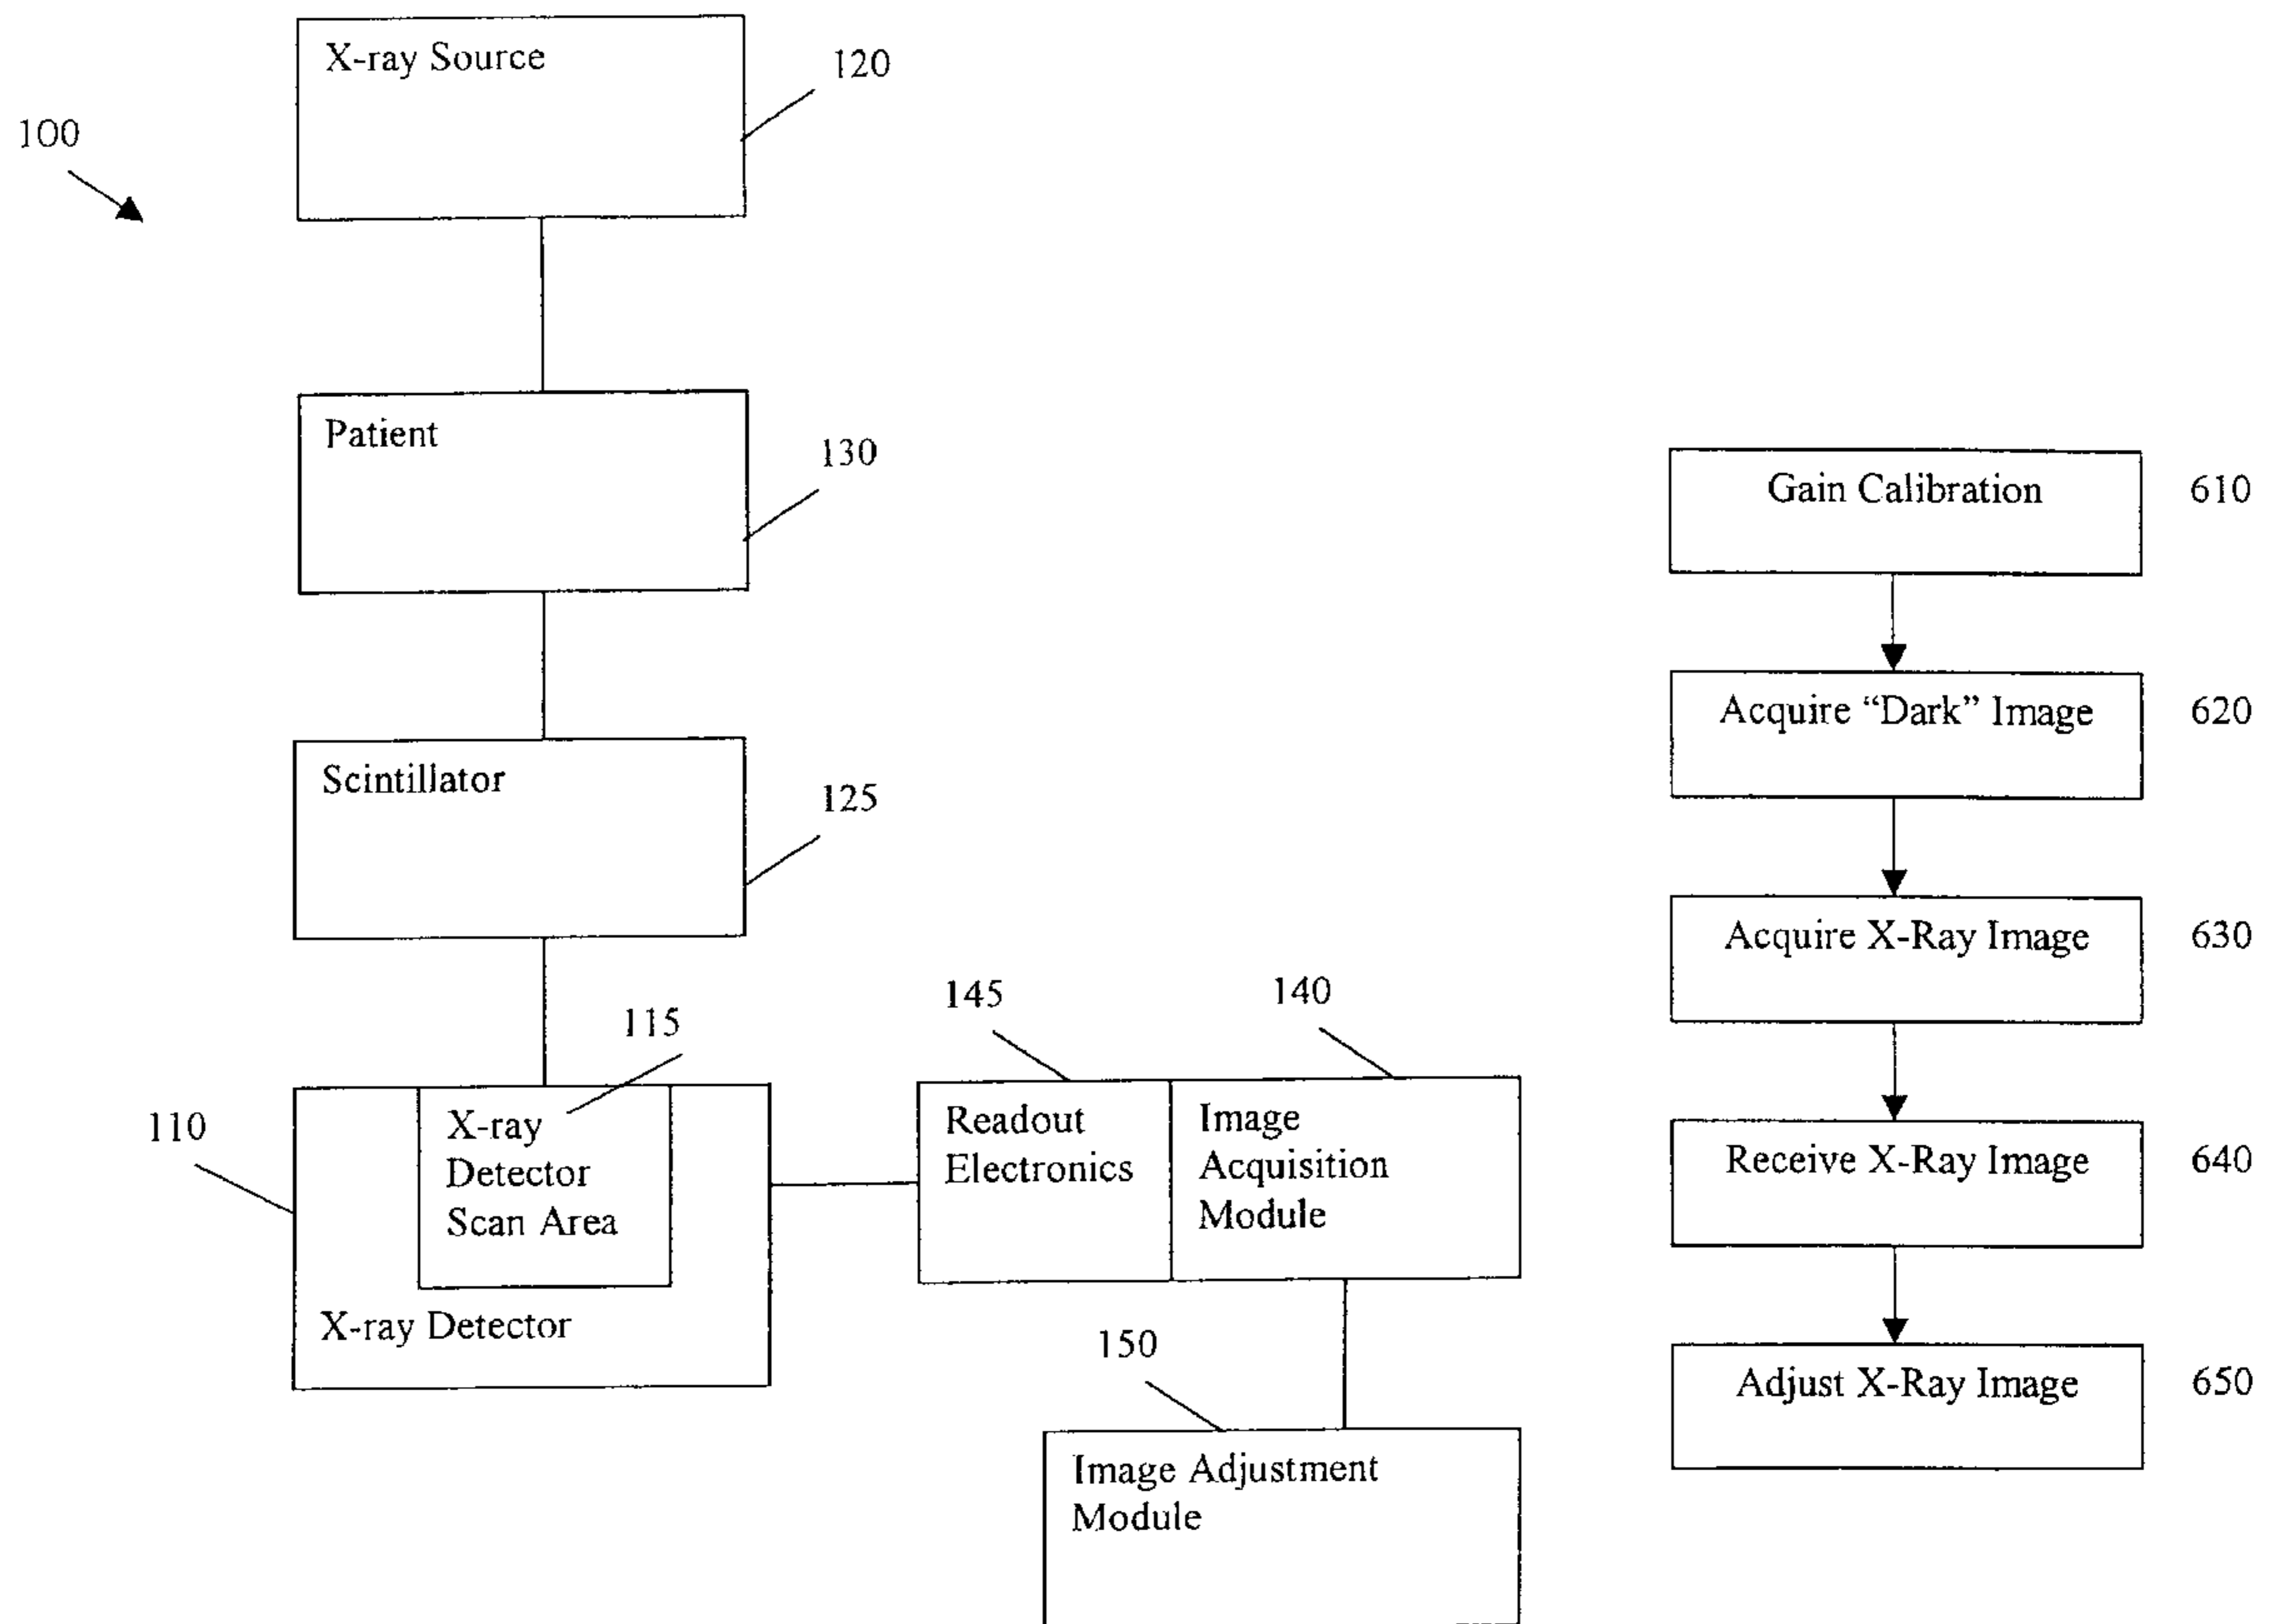 X-ray Source
120
100
Patient
130
Scintillator
125
115
X-ray
Detector
Scan Area
110
X-ray Detector
145
140
Readout
Electronics
Image
Acquisition
Module
150
Image Adjustment
Module
Gain Calibration
610
Acquire “Dark” Image
620
Acquire X-Ray Image
630
Receive X-Ray Image
640
Adjust X-Ray Image
650